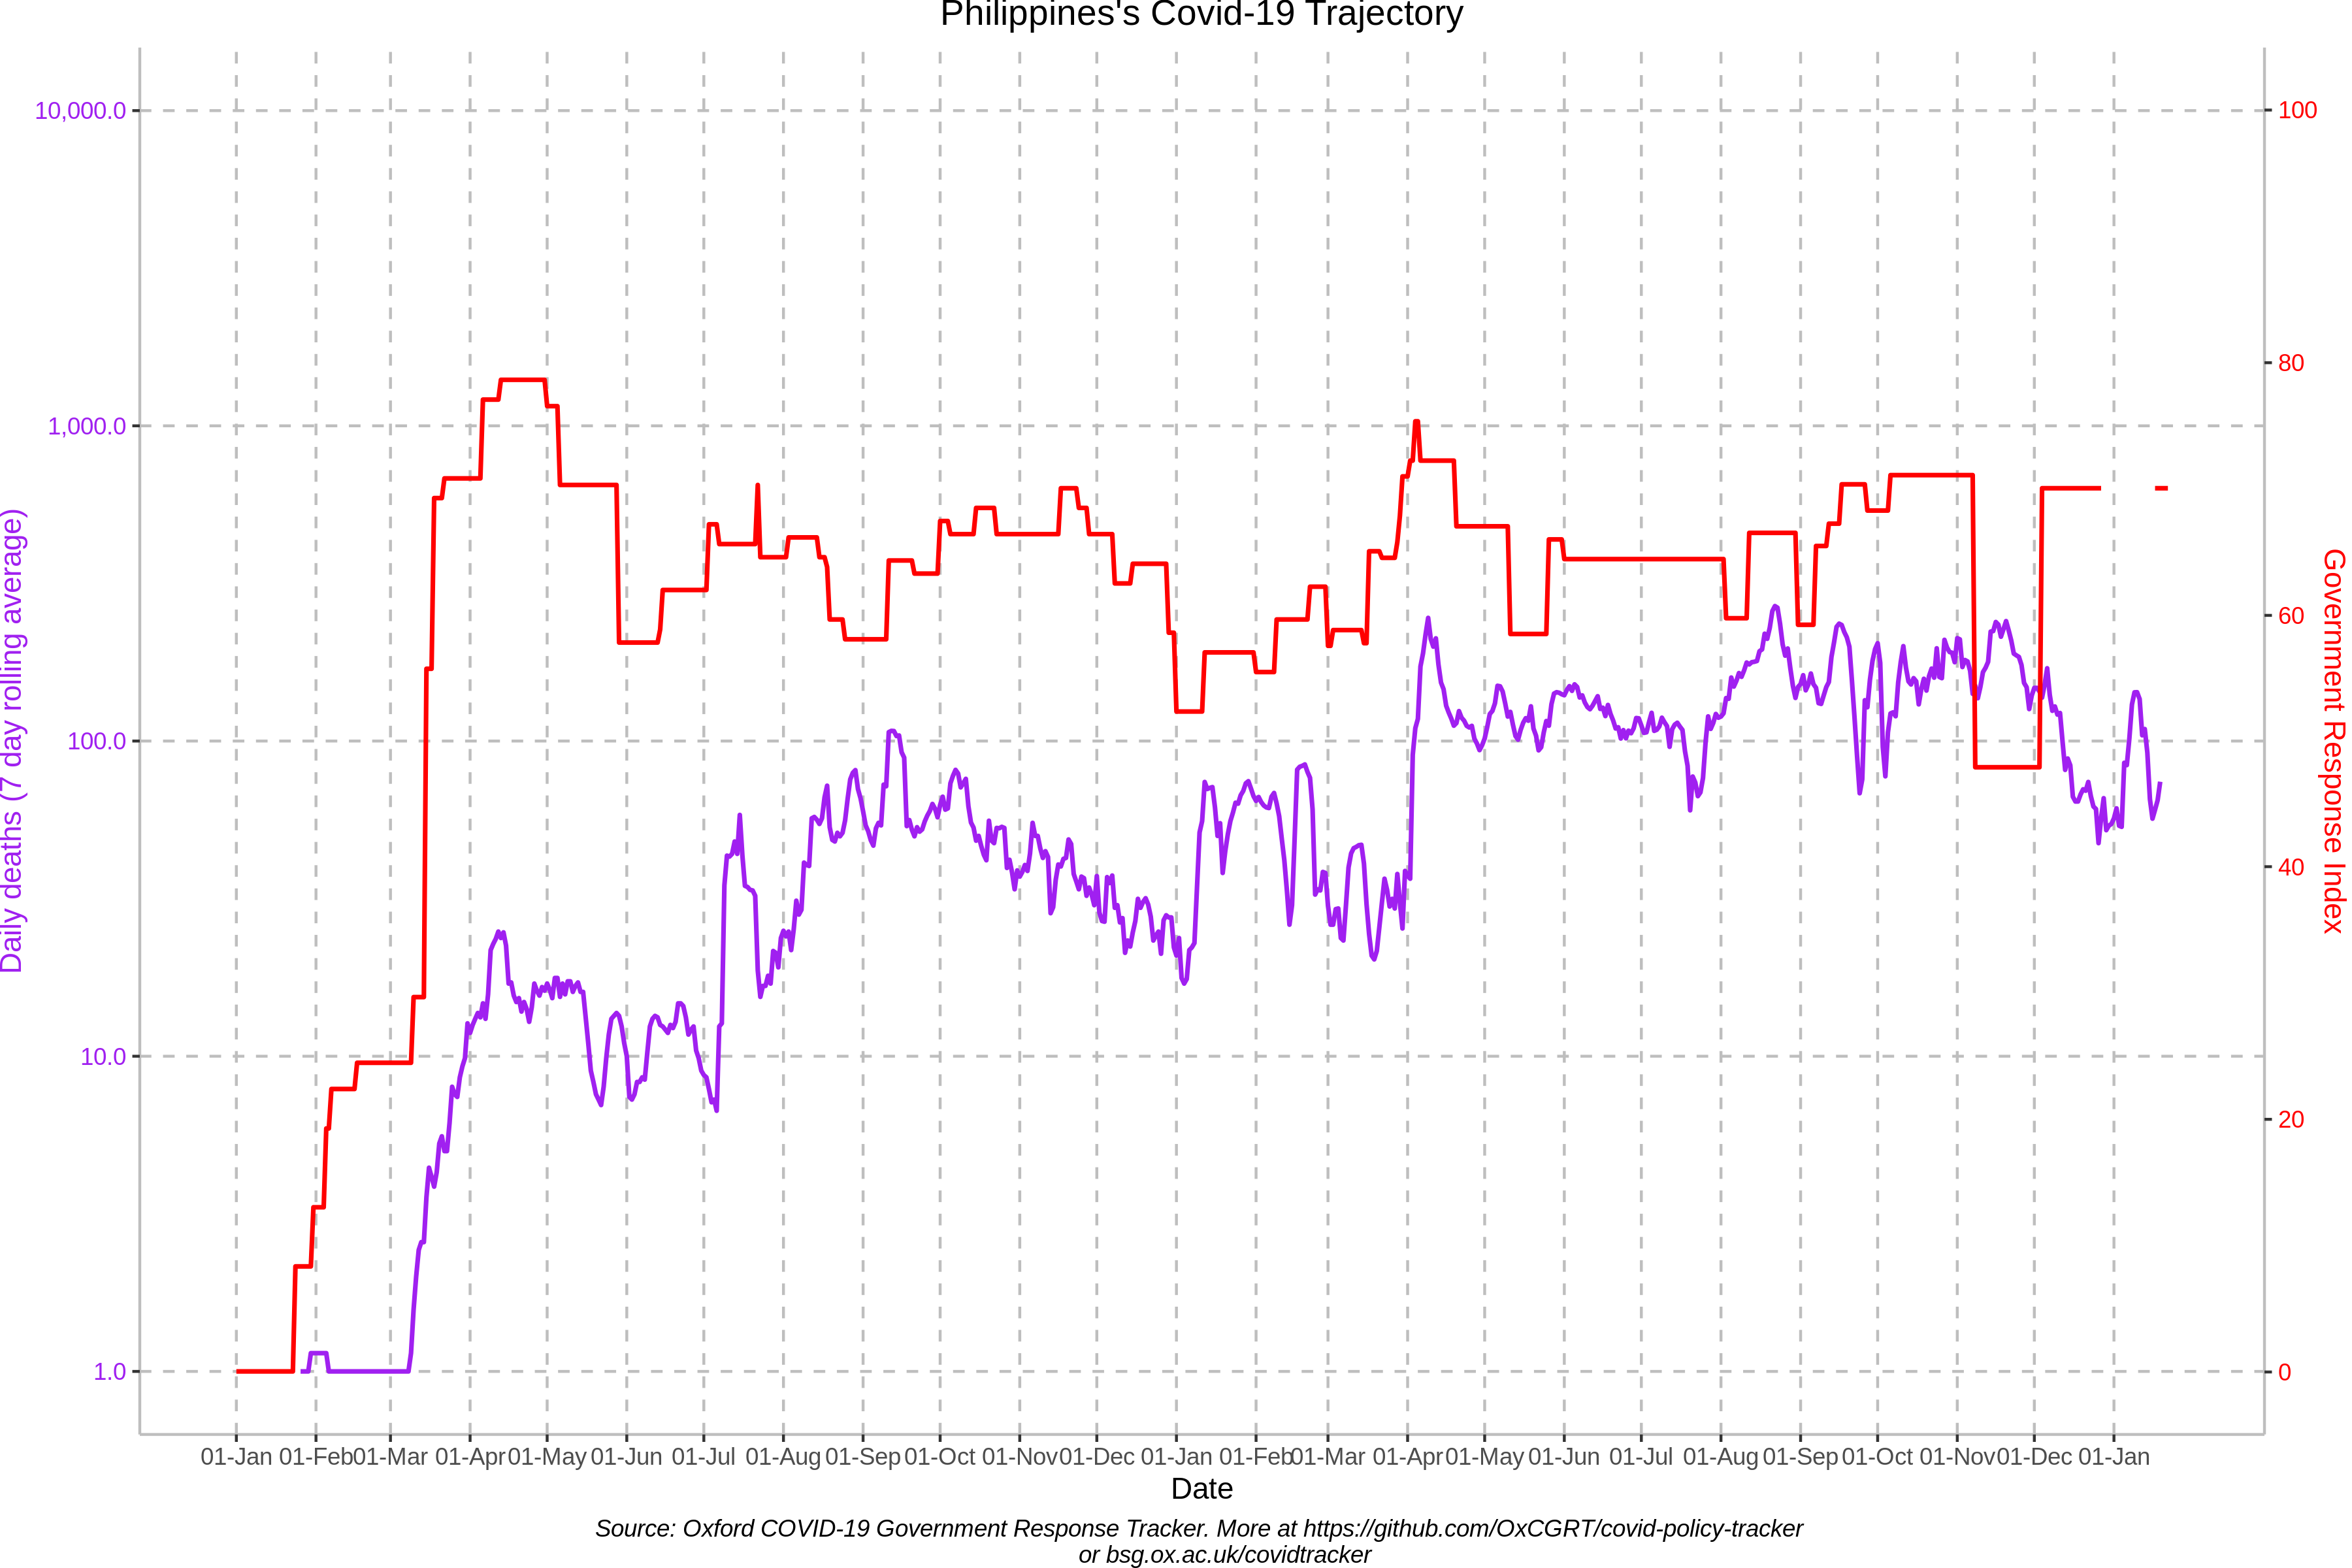 Philippines's Covid-19 Trajectory
10,000.0
1,000.0
100.0
10.0
1.0
Daily deaths (7 day rolling average)
100
80
60
40
20
0
Government Response Index
01-Jan 01-Feb 01-Mar 01-Apr 01-May 01-Jun 01-Jul 01-Aug 01-Sep 01-Oct 01-Nov 01-Dec 01-Jan 01-Feb 01-Mar 01-Apr 01-May 01-Jun 01-Jul 01-Aug 01-Sep 01-Oct 01-Nov 01-Dec 01-Jan
Date
Source: Oxford COVID-19 Government Response Tracker. More at https://github.com/OxCGRT/covid-policy-tracker
or bsg.ox.ac.uk/covidtracker